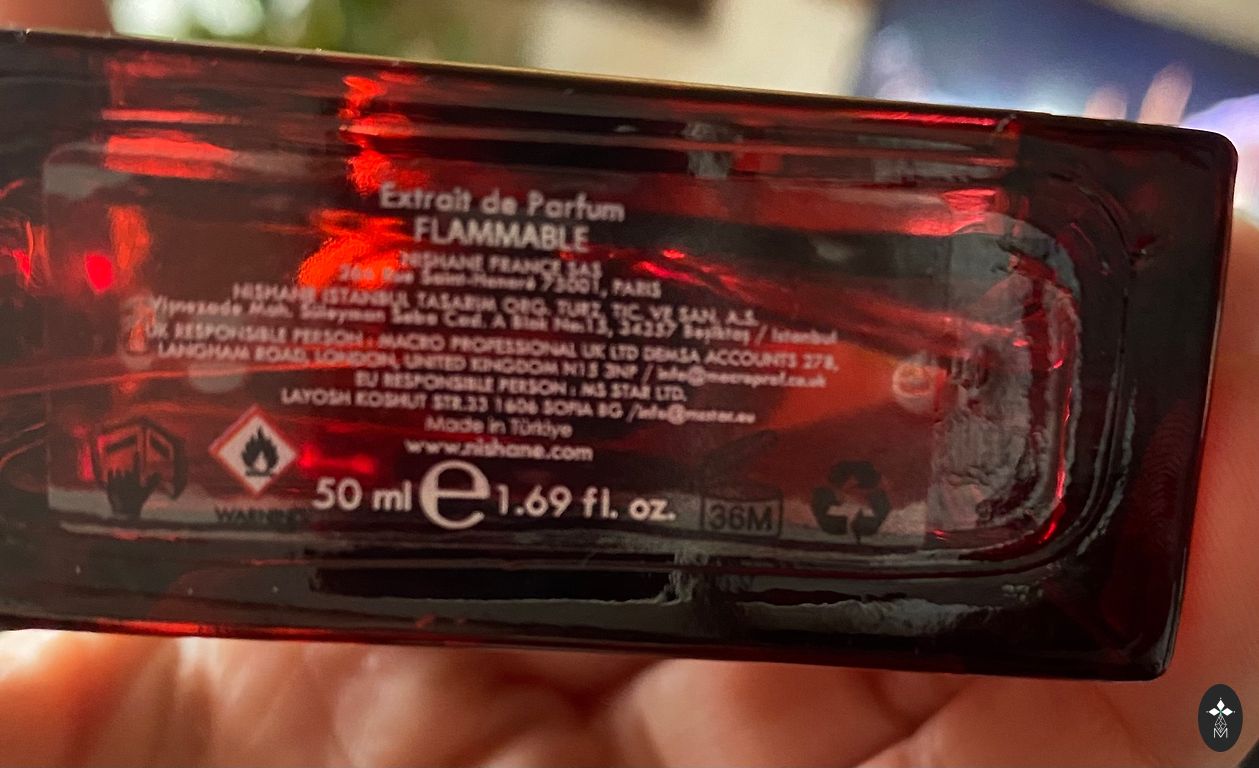 Extrait de Parfum
FLAMMABLE
NISHANE FRANCE SAS
Rue Saint-Honoré 75001, PARIS
NISHANE ISTANBUL TASARIM ORG. TURZ. TIC. VE SAN. A.S.
Vişnezade Mah. Süleyman Seba Cad. A Blok No:13, 34357 Beşiktaş / Istanbul
UK RESPONSIBLE PERSON : MACRO PROFESSIONAL UK LTD DEMSA ACCOUNTS 278,
LANGHAM ROAD, LONDON, UNITED KINGDOM N15 3NP / info@macroprof.co.uk
EU RESPONSIBLE PERSON : MS STAR LTD.
LAYOSH KOSHUT STR.33 1606 SOFIA BG /info@msstar.eu
Made in Türkiye
www.nishane.com
50 ml e 1.69 fl. oz.
36M
WARNING